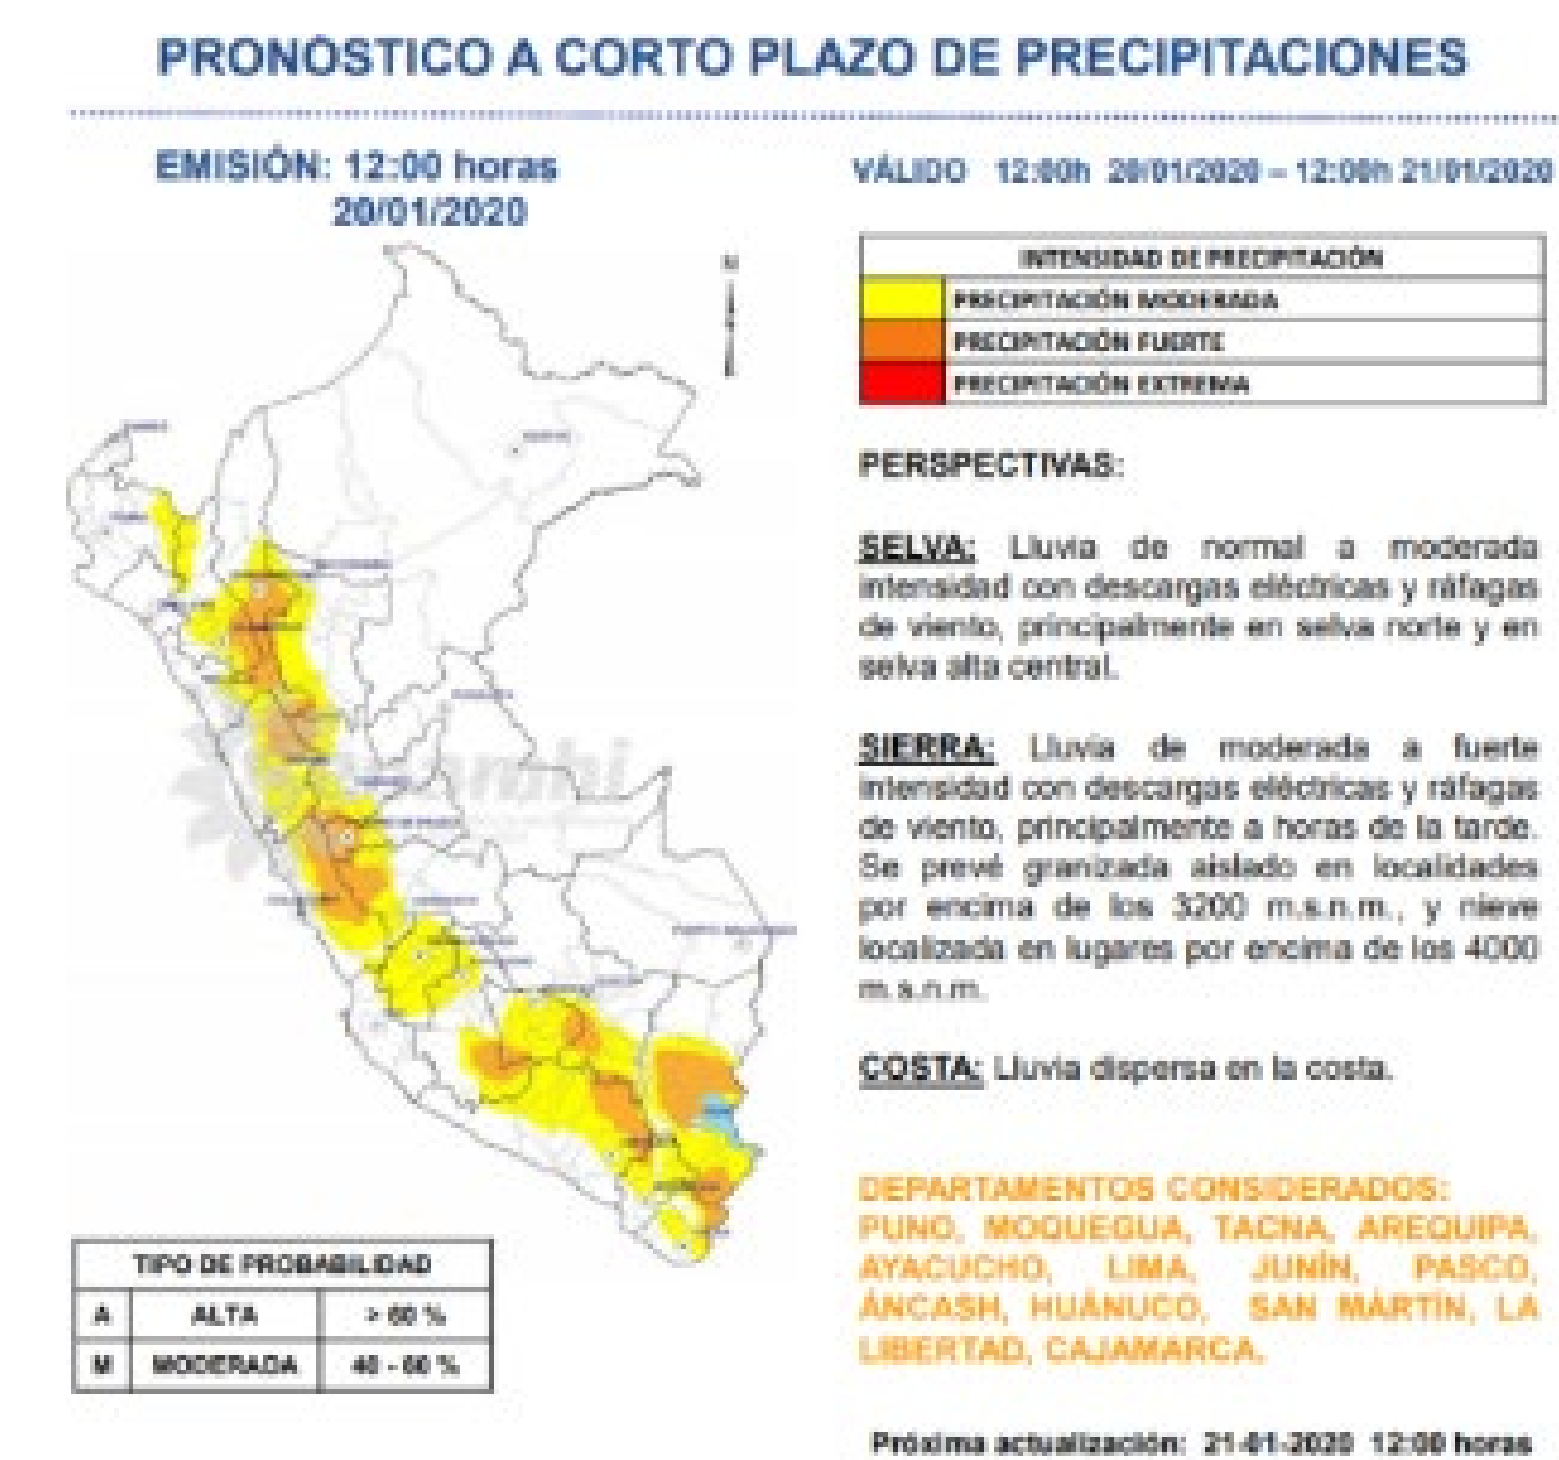 PRONÓSTICO A CORTO PLAZO DE PRECIPITACIONES
EMISIÓN: 12:00 horas
20/01/2020
VÁLIDO 12:00h 20/01/2020 – 12:00h 21/01/2020
INTENSIDAD DE PRECIPITACIÓN
PRECIPITACIÓN MODERADA
PRECIPITACIÓN FUERTE
PRECIPITACIÓN EXTREMA
PERSPECTIVAS:
SELVA: Lluvia de normal a moderada
intensidad con descargas eléctricas y ráfagas
de viento, principalmente en selva norte y en
selva alta central.
SIERRA: Lluvia de moderada a fuerte
intensidad con descargas eléctricas y ráfagas
de viento, principalmente a horas de la tarde.
Se prevé granizada aislado en localidades
por encima de los 3200 m.s.n.m., y nieve
localizada en lugares por encima de los 4000
m.s.n.m.
COSTA: Lluvia dispersa en la costa.
DEPARTAMENTOS CONSIDERADOS:
PUNO, MOQUEGUA, TACNA, AREQUIPA,
AYACUCHO, LIMA, JUNÍN, PASCO,
ÁNCASH, HUÁNUCO, SAN MARTÍN, LA
LIBERTAD, CAJAMARCA.
Próxima actualización: 21-01-2020 12:00 horas
TIPO DE PROBABILIDAD
A ALTA > 60 %
M MODERADA 40 - 60 %